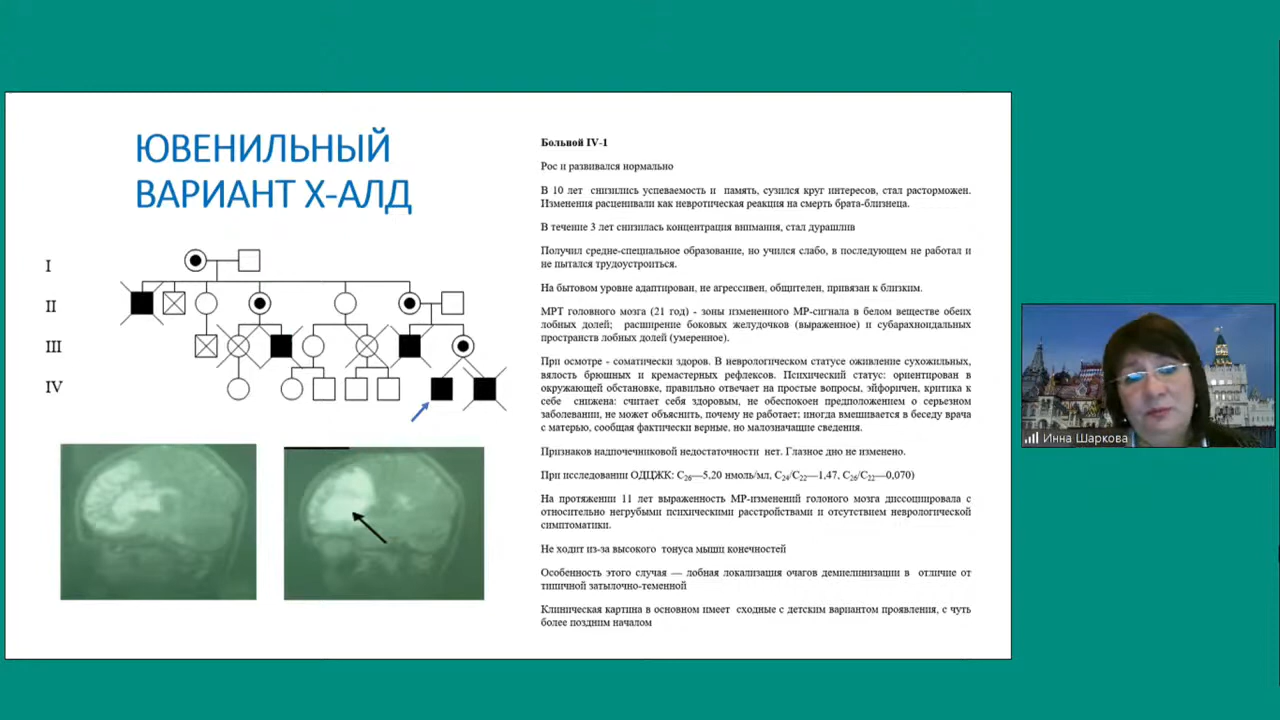 ЮВЕНИЛЬНЫЙ
ВАРИАНТ Х-АЛД
I
II
III
IV
Больной IV-1
Рос и развивался нормально
В 10 лет снизились успеваемость и память, сузился круг интересов, стал расторможен.
Изменения расценивали как невротическая реакция на смерть брата-близнеца.
В течение 3 лет снизилась концентрация внимания, стал дурашлив
Получил средне-специальное образование, но учился слабо, в последующем не работал и
не пытался трудоустроиться.
На бытовом уровне адаптирован, не агрессивен, общителен, привязан к близким.
МРТ головного мозга (21 год) - зоны измененного МР-сигнала в белом веществе обеих
лобных долей; расширение боковых желудочков (выраженное) и субарахноидальных
пространств лобных долей (умеренное).
При осмотре - соматически здоров. В неврологическом статусе оживление сухожильных,
вялость брюшных и кремастерных рефлексов. Психический статус: ориентирован в
окружающей обстановке, правильно отвечает на простые вопросы, эйфоричен, критика к
себе снижена: считает себя здоровым, не обеспокоен предположением о серьезном
заболевании, не может объяснить, почему не работает; иногда вмешивается в беседу врача
с матерью, сообщая фактически верные, но малозначащие сведения.
Признаков надпочечниковой недостаточности нет. Глазное дно не изменено.
При исследовании ОДЦЖК: C26—5,20 нмоль/мл, C24/C22—1,47, C26/C22—0,070)
На протяжении 11 лет выраженность МР-изменений голоного мозга диссоциировала с
относительно негрубыми психическими расстройствами и отсутствием неврологической
симптоматики.
Не ходит из-за высокого тонуса мышц конечностей
Особенность этого случая — лобная локализация очагов демиелинизации в отличие от
типичной затылочно-теменной
Клиническая картина в основном имеет сходные с детским вариантом проявления, с чуть
более поздним началом
Инна Шаркова